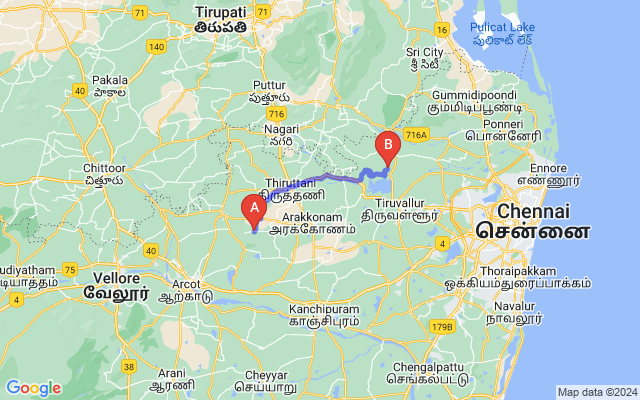 71
Tirupati
திருபதி
Pulicat Lake
புலிகாட் லேக்
16
Sri City
ஸ்ரீ சிட்டி
140
Pakala
பாகாலா
40
Puttur
புத்தூரு
Gummidipoondi
கும்மிடிப்பூண்டி
716
Nagari
నగరి
716A
B
Ponneri
பொன்னேரி
Chittoor
சித்தூரு
Ennore
எண்ணூர்
Thiruttani
திருத்தணி
A
Arakkonam
அரக்கோணம்
Tiruvallur
திருவள்ளூர்
Chennai
சென்னை
40
4
75
Vellore
வேலூர்
Arcot
ஆற்காடு
Thoraipakkam
ஒக்கியம்துரைப்பாக்கம்
4
Kanchipuram
காஞ்சிபுரம்
Navalur
நாவலூர்
179B
38
Arani
ஆரணி
Cheyyar
செய்யாறு
Chengalpattu
செங்கல்பட்டு
Google
Map data ©2024